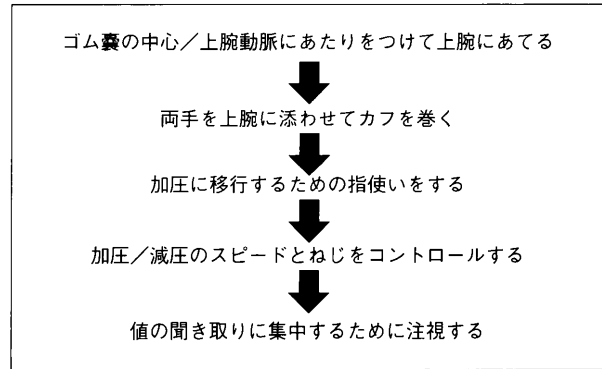 ゴム嚢の中心／上腕動脈にあたりをつけて上腕にあてる
両手を上腕に添わせてカフを巻く
加圧に移行するための指使いをする
加圧／減圧のスピードとねじをコントロールする
値の聞き取りに集中するために注視する